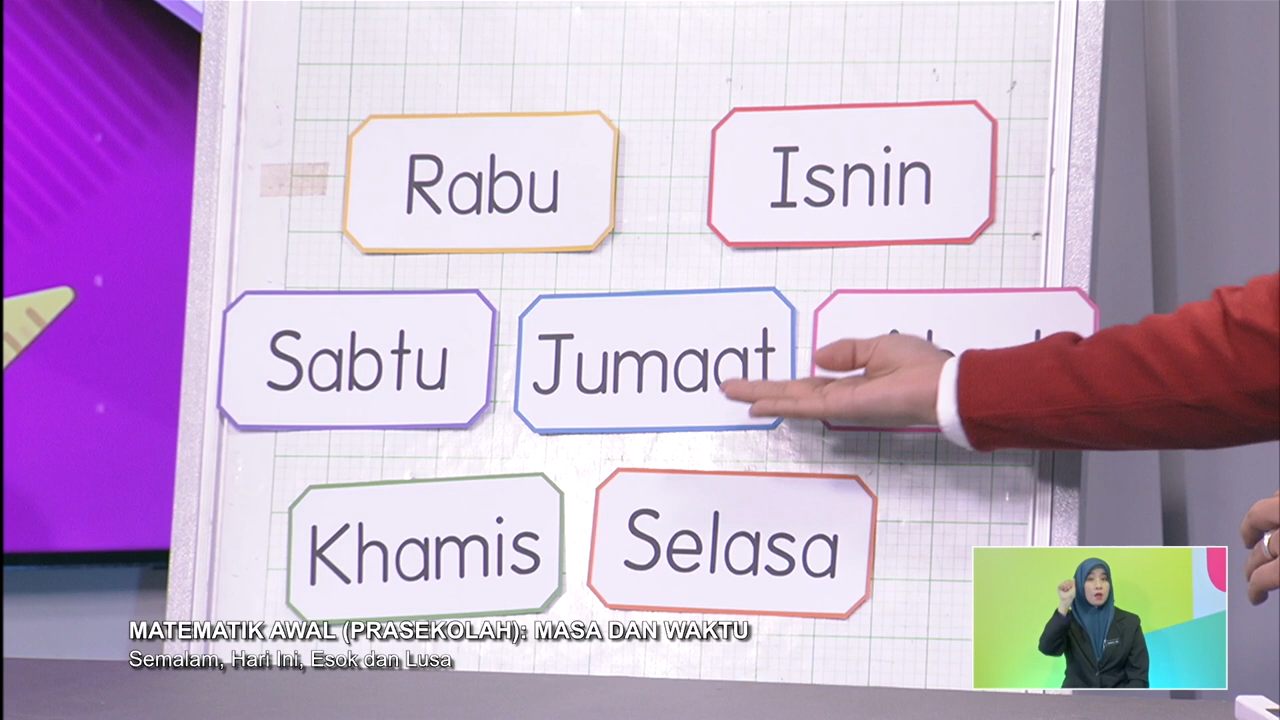 Rabu
Isnin
Sabtu
Jumaat
Khamis
Selasa
MATEMATIK AWAL (PRASEKOLAH): MASA DAN WAKTU
Semalam, Hari Ini, Esok dan Lusa